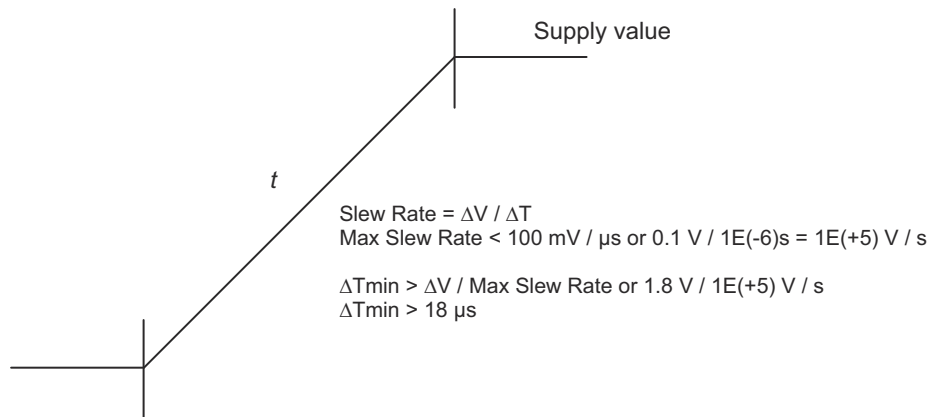 Supply value
t
Slew Rate = ∆V / ∆T
Max Slew Rate < 100 mV / µs or 0.1 V / 1E(-6)s = 1E(+5) V / s
∆Tmin > ∆V / Max Slew Rate or 1.8 V / 1E(+5) V / s
∆Tmin > 18 µs